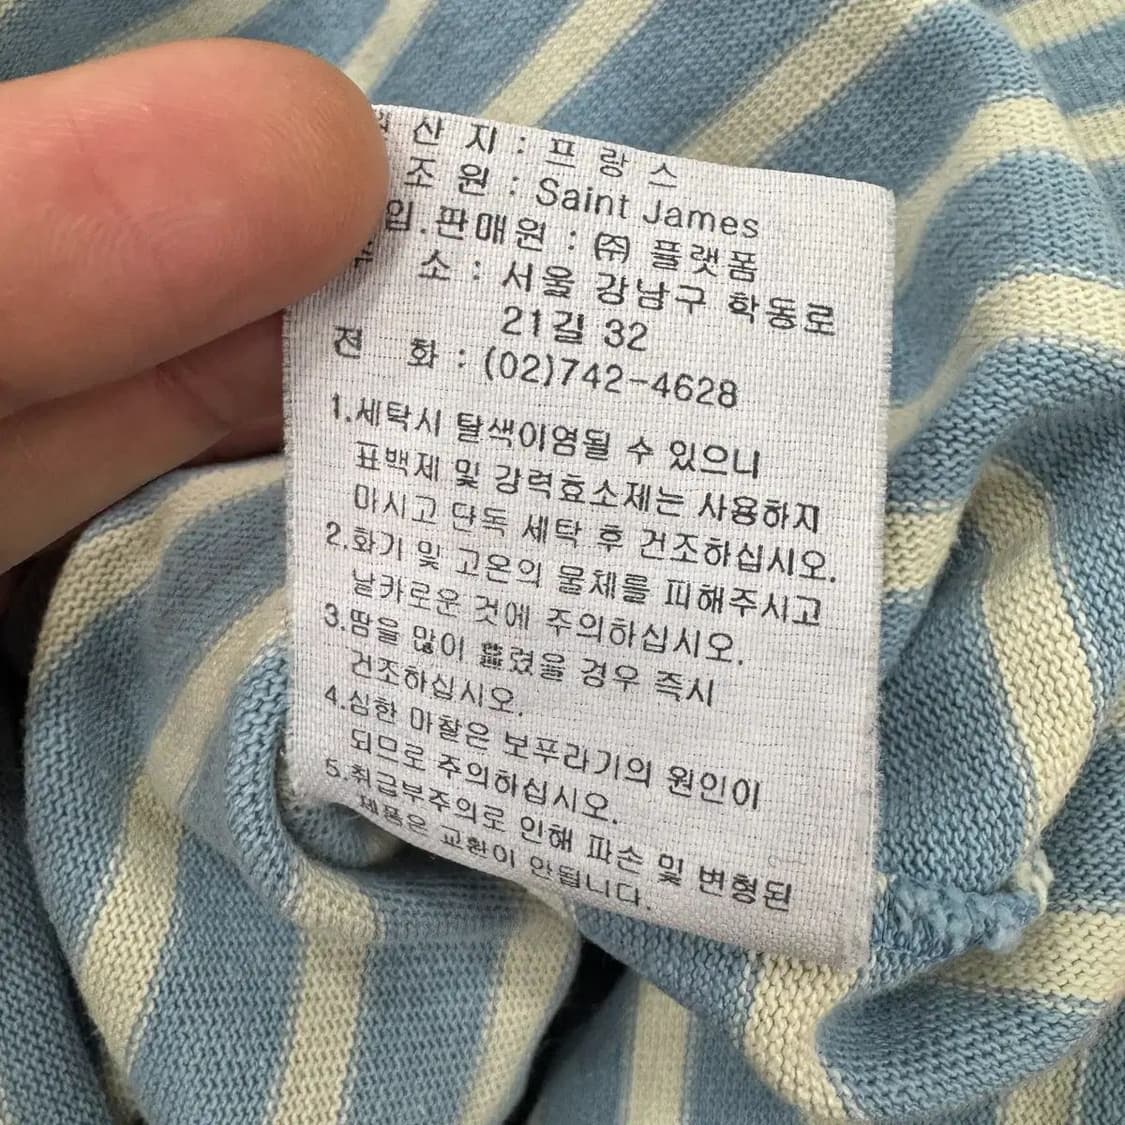 산 지 : 프 랑 스
조 원 : Saint James
입.판매원 : ㈜ 플랫폼
소 : 서울 강남구 학동로
21길 32
전 화 : (02)742-4628
1.세탁시 탈색이염될 수 있으니
표백제 및 강력효소제는 사용하지
마시고 단독 세탁 후 건조하십시오.
2.화기 및 고온의 물체를 피해주시고
날카로운 것에 주의하십시오.
3.땀을 많이 흘렸을 경우 즉시
건조하십시오.
4.심한 마찰은 보푸라기의 원인이
되므로 주의하십시오.
5.취급부주의로 인해 파손 및 변형된
제품은 교환이 안됩니다.